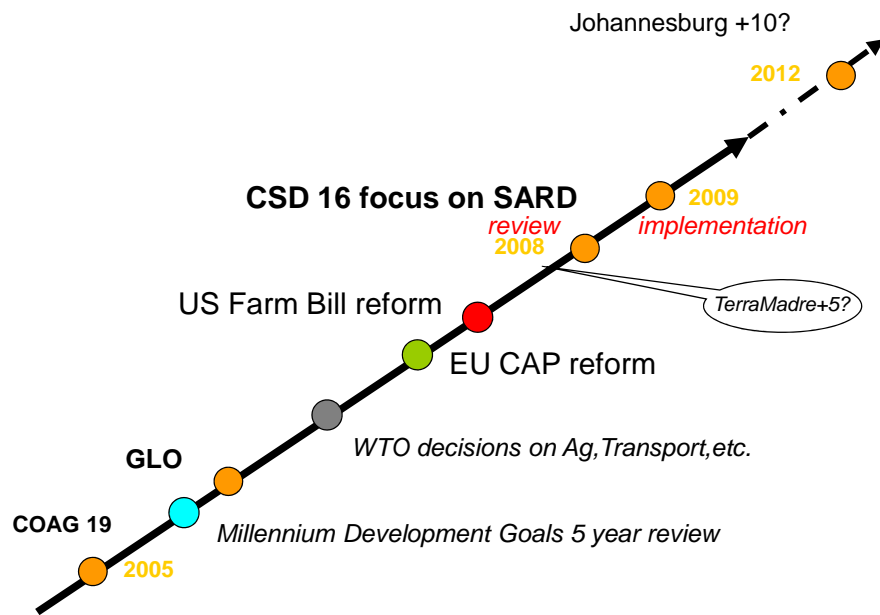 Johannesburg +10?
2012
CSD 16 focus on SARD
2009
review
implementation
2008
US Farm Bill reform
TerraMadre+5?
EU CAP reform
WTO decisions on Ag,Transport,etc.
GLO
COAG 19
Millennium Development Goals 5 year review
2005